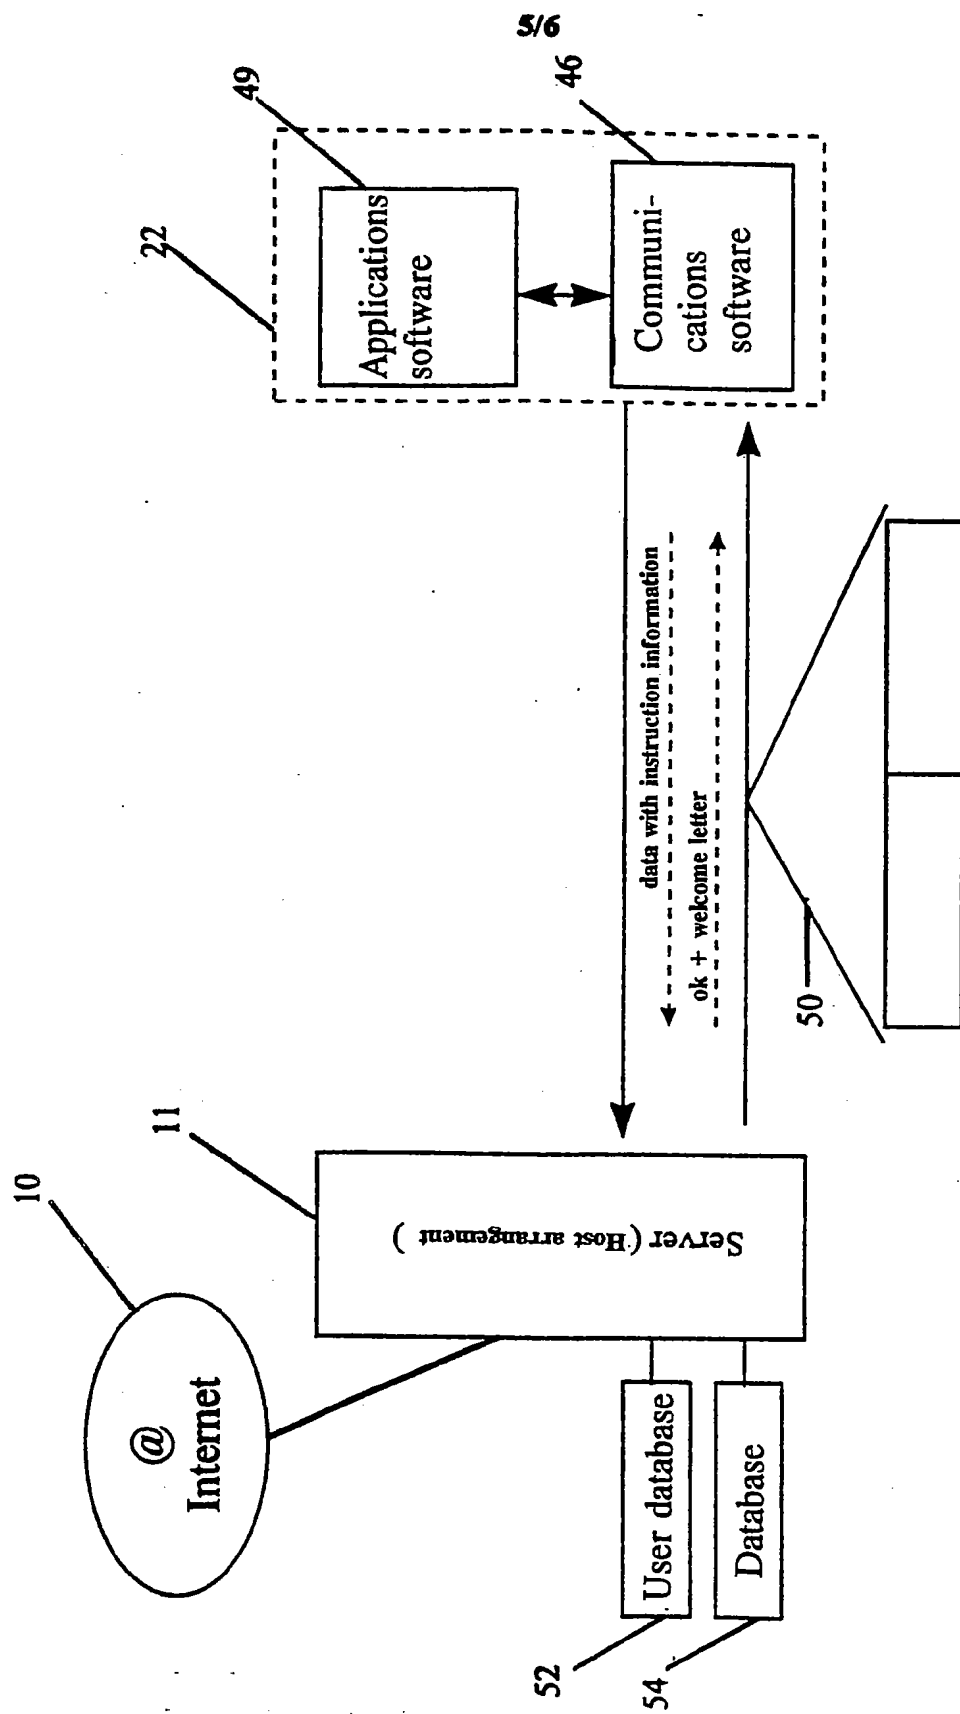 5/6
10
@
Internet
11
Server (Host arrangement )
52
User database
54
Database
22
49
Applications
software
46
Communi-
cations
software
data with instruction information
ok + welcome letter
50